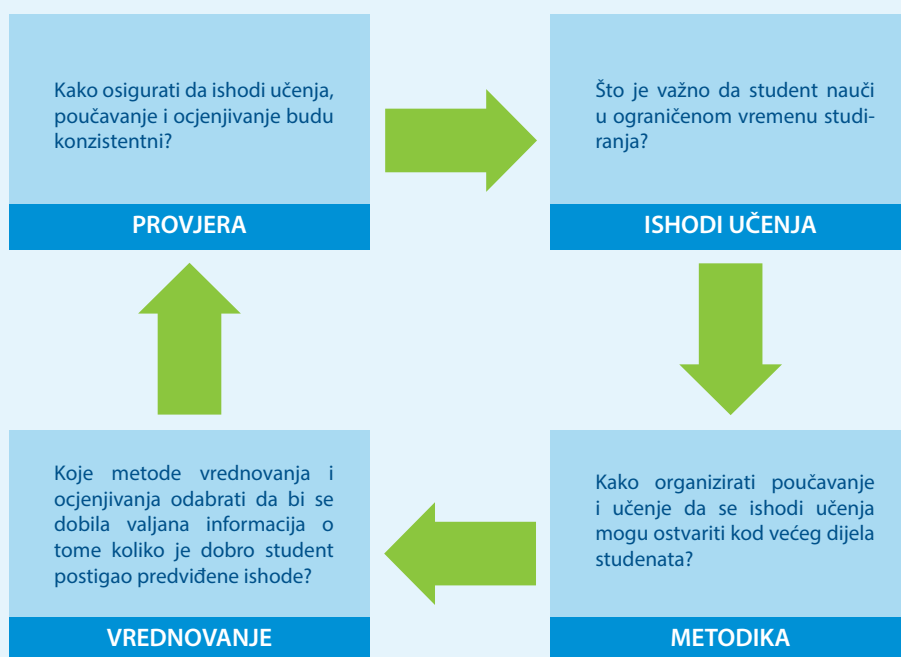 Kako osigurati da ishodi učenja,
poučavanje i ocjenjivanje budu
konzistentni?
PROVJERA
Što je važno da student nauči
u ograničenom vremenu studi-
ranja?
ISHODI UČENJA
Koje metode vrednovanja i
ocjenjivanja odabrati da bi se
dobila valjana informacija o
tome koliko je dobro student
postigao predviđene ishode?
VREDNOVANJE
Kako organizirati poučavanje
i učenje da se ishodi učenja
mogu ostvariti kod većeg dijela
studenata?
METODIKA